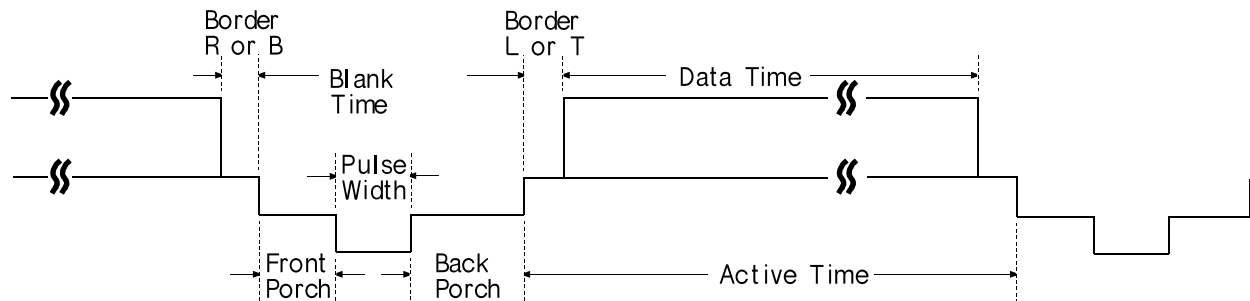 Border
R or B
Border
L or T
Blank
Time
Data Time
Pulse
Width
Front
Porch
Back
Porch
Active Time